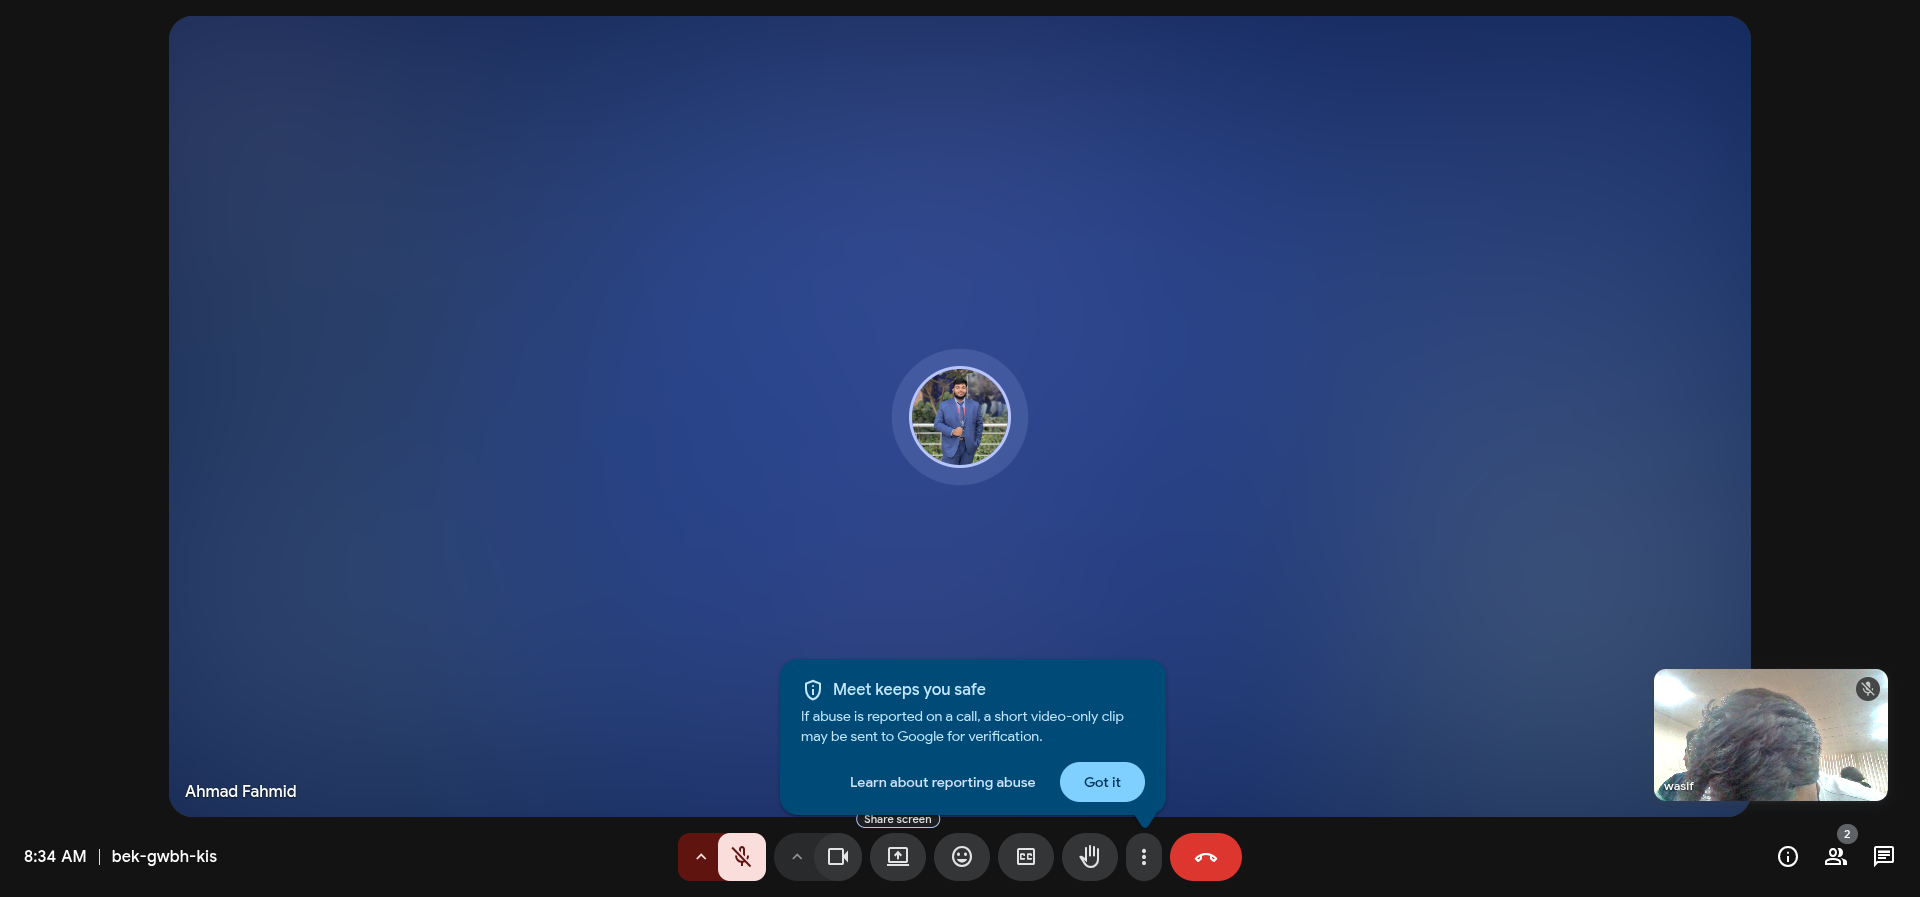 Meet keeps you safe
If abuse is reported on a call, a short video-only clip
may be sent to Google for verification.
Learn about reporting abuse
Got it
Ahmad Fahmid
wasif
Share screen
8:34 AM
bek-gwbh-kis
2